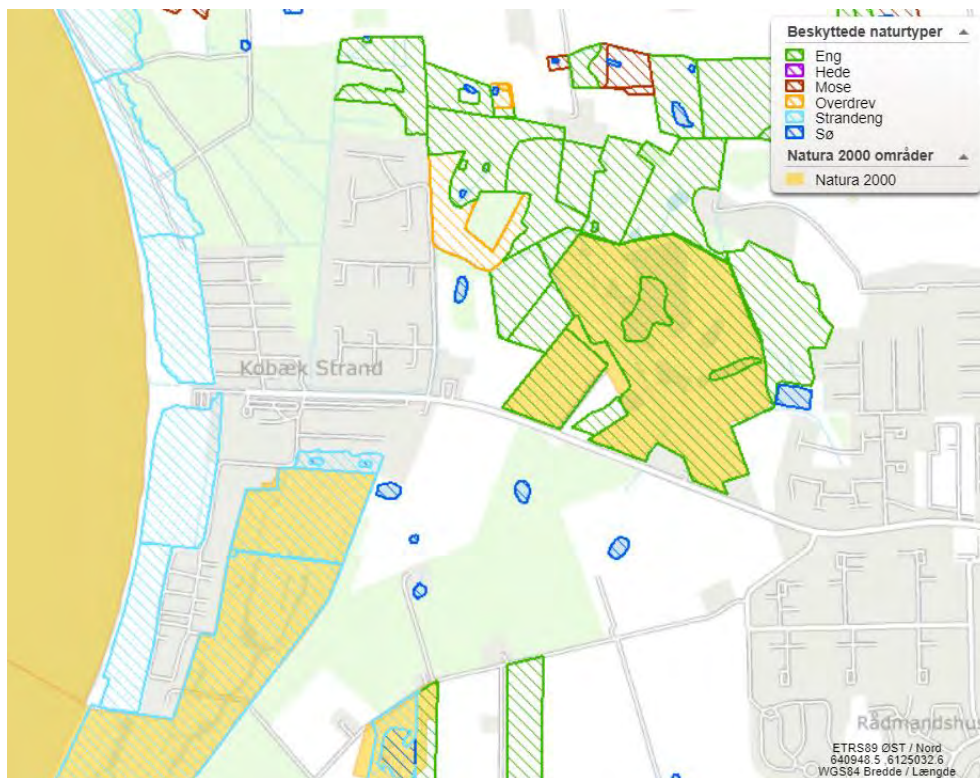 Beskyttede naturtyper
Eng
Hede
Mose
Overdrev
Strandeng
Sø
Natura 2000 områder
Natura 2000
Kobæk Strand
Rådmandshus
ETRS89 ØST / Nord
640948.5 ,6125032.6
WGS84 Bredde / Længde